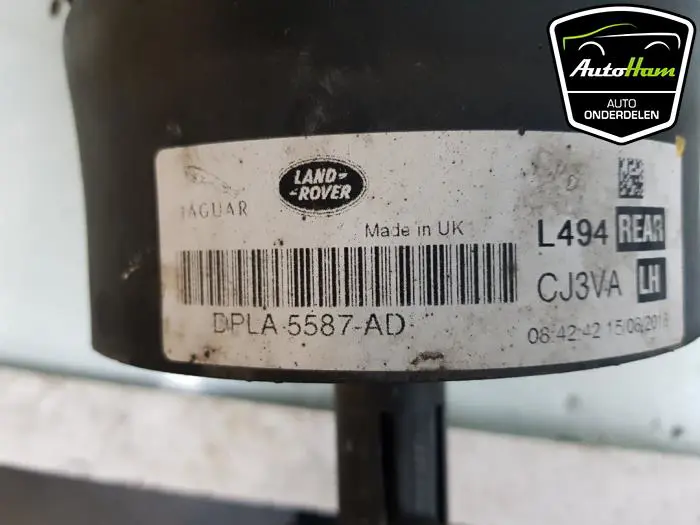 AutoHam
AUTO
ONDERDELEN
JAGUAR
LAND-
-ROVER
Made in UK
L494 REAR
CJ3VA LH
DPLA-5587-AD
08:42:42 15/06/2018